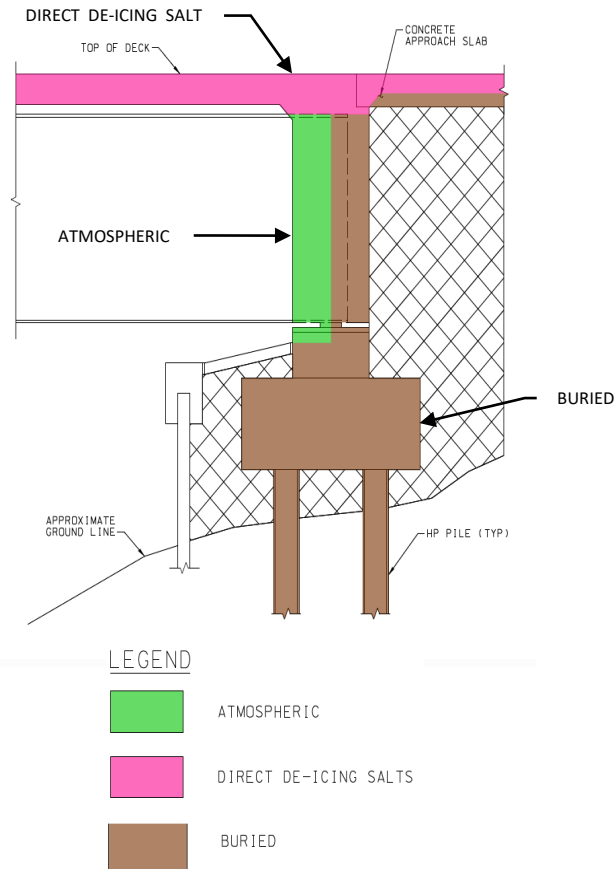 DIRECT DE-ICING SALT
TOP OF DECK
CONCRETE
APPROACH SLAB
ATMOSPHERIC
BURIED
APPROXIMATE
GROUND LINE
HP PILE (TYP)
LEGEND
ATMOSPHERIC
DIRECT DE-ICING SALTS
BURIED